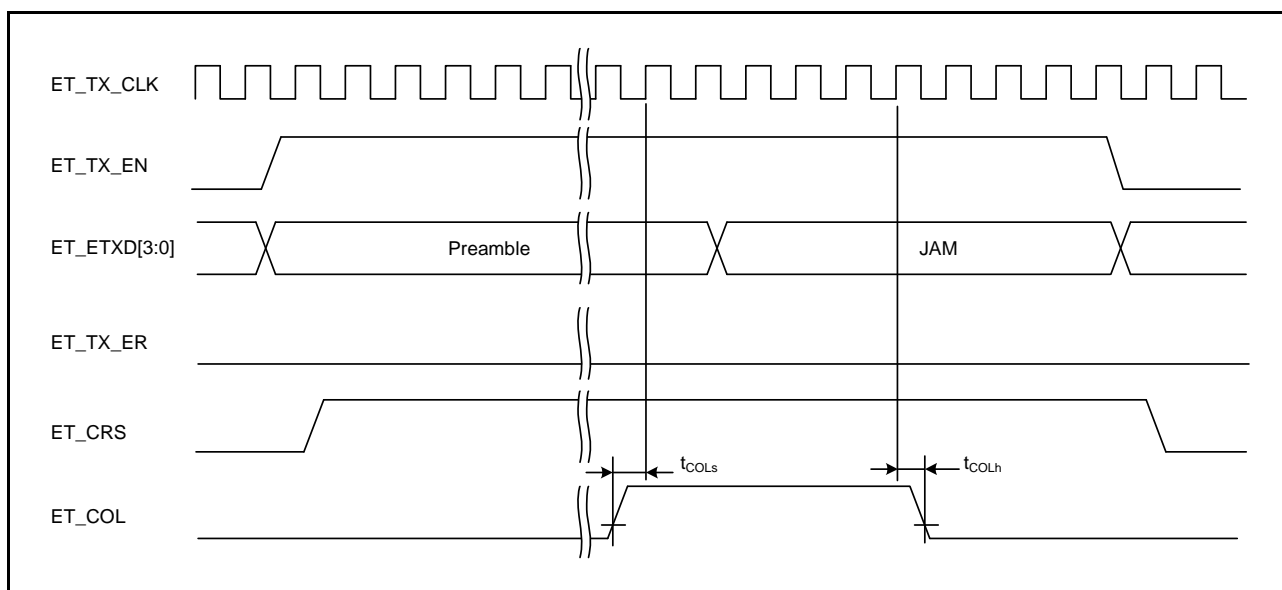 ET_TX_CLK
ET_TX_EN
ET_ETXD[3:0]
Preamble
JAM
ET_TX_ER
ET_CRS
tCOLs
tCOLh
ET_COL